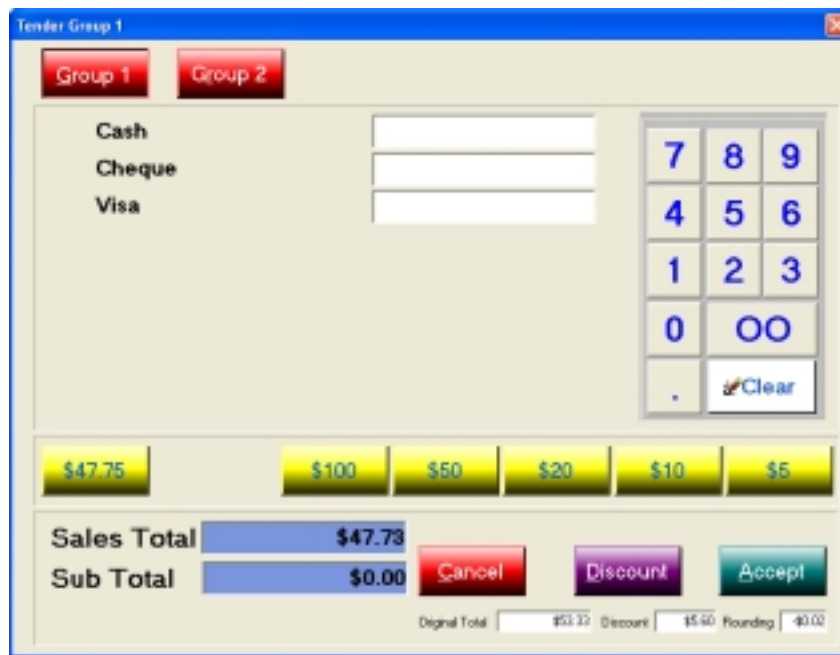 Tender Group 1
Group 1 Group 2
Cash
Cheque
Visa
7 8 9
4 5 6
1 2 3
0 OO
. Clear
$47.75 $100 $50 $20 $10 $5
Sales Total $47.73
Sub Total $0.00
Cancel Discount Accept
Original Total $53.33 Discount $5.60 Rounding -$0.02